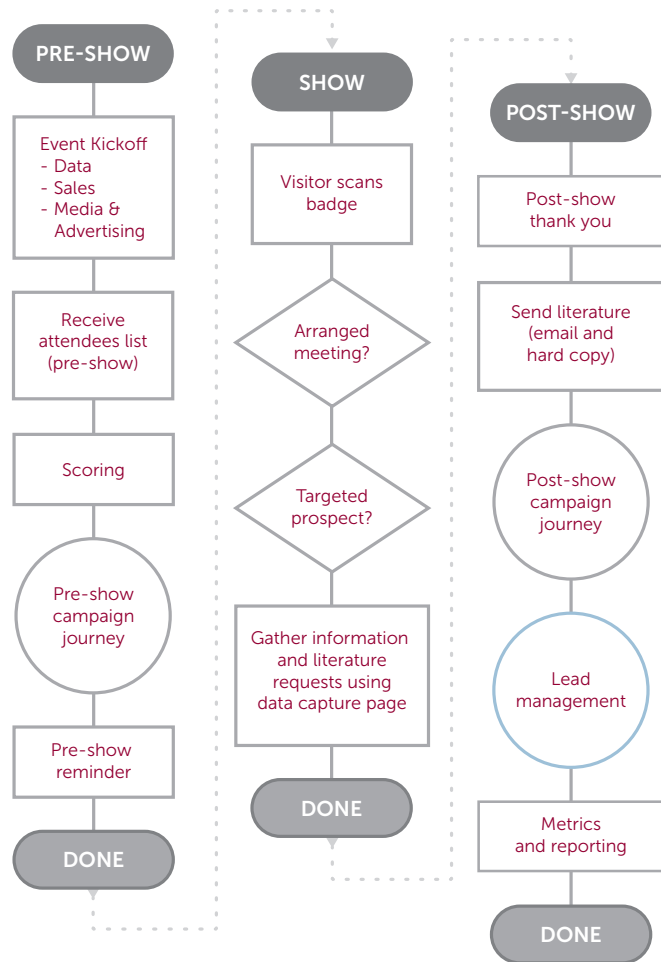 PRE-SHOW
Event Kickoff
- Data
- Sales
- Media &
Advertising
Receive
attendees list
(pre-show)
Scoring
Pre-show
campaign
journey
Pre-show
reminder
DONE
SHOW
Visitor scans
badge
Arranged
meeting?
Targeted
prospect?
Gather information
and literature
requests using
data capture page
DONE
POST-SHOW
Post-show
thank you
Send literature
(email and
hard copy)
Post-show
campaign
journey
Lead
management
Metrics
and reporting
DONE